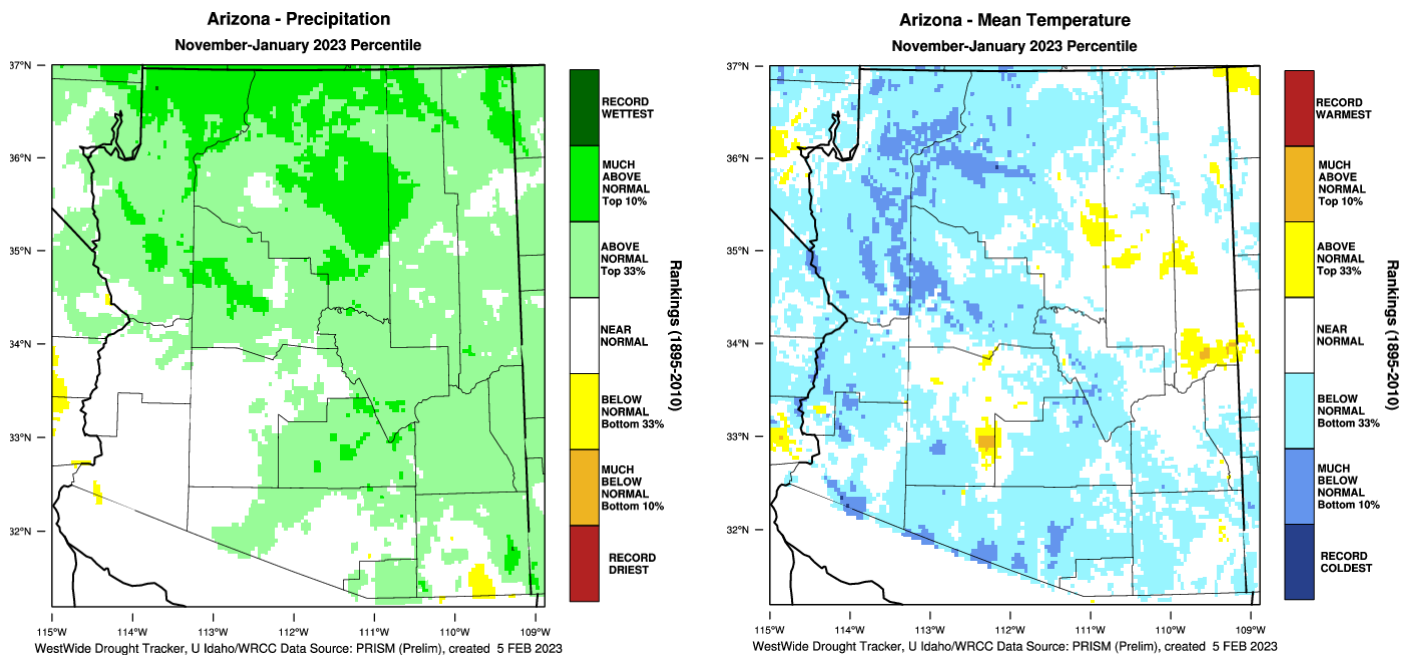 Arizona - Precipitation
November-January 2023 Percentile
37°N
36°N
35°N
34°N
33°N
32°N
115°W
114°W
113°W
112°W
111°W
110°W
109°W
RECORD
WETTEST
MUCH
ABOVE
NORMAL
Top 10%
ABOVE
NORMAL
Top 33%
NEAR
NORMAL
BELOW
NORMAL
Bottom 33%
MUCH
BELOW
NORMAL
Bottom 10%
RECORD
DRIEST
Rankings (1895-2010)
WestWide Drought Tracker, U Idaho/WRCC Data Source: PRISM (Prelim), created 5 FEB 2023
Arizona - Mean Temperature
November-January 2023 Percentile
37°N
36°N
35°N
34°N
33°N
32°N
115°W
114°W
113°W
112°W
111°W
110°W
109°W
RECORD
WARMEST
MUCH
ABOVE
NORMAL
Top 10%
ABOVE
NORMAL
Top 33%
NEAR
NORMAL
BELOW
NORMAL
Bottom 33%
MUCH
BELOW
NORMAL
Bottom 10%
RECORD
COLDEST
Rankings (1895-2010)
WestWide Drought Tracker, U Idaho/WRCC Data Source: PRISM (Prelim), created 5 FEB 2023